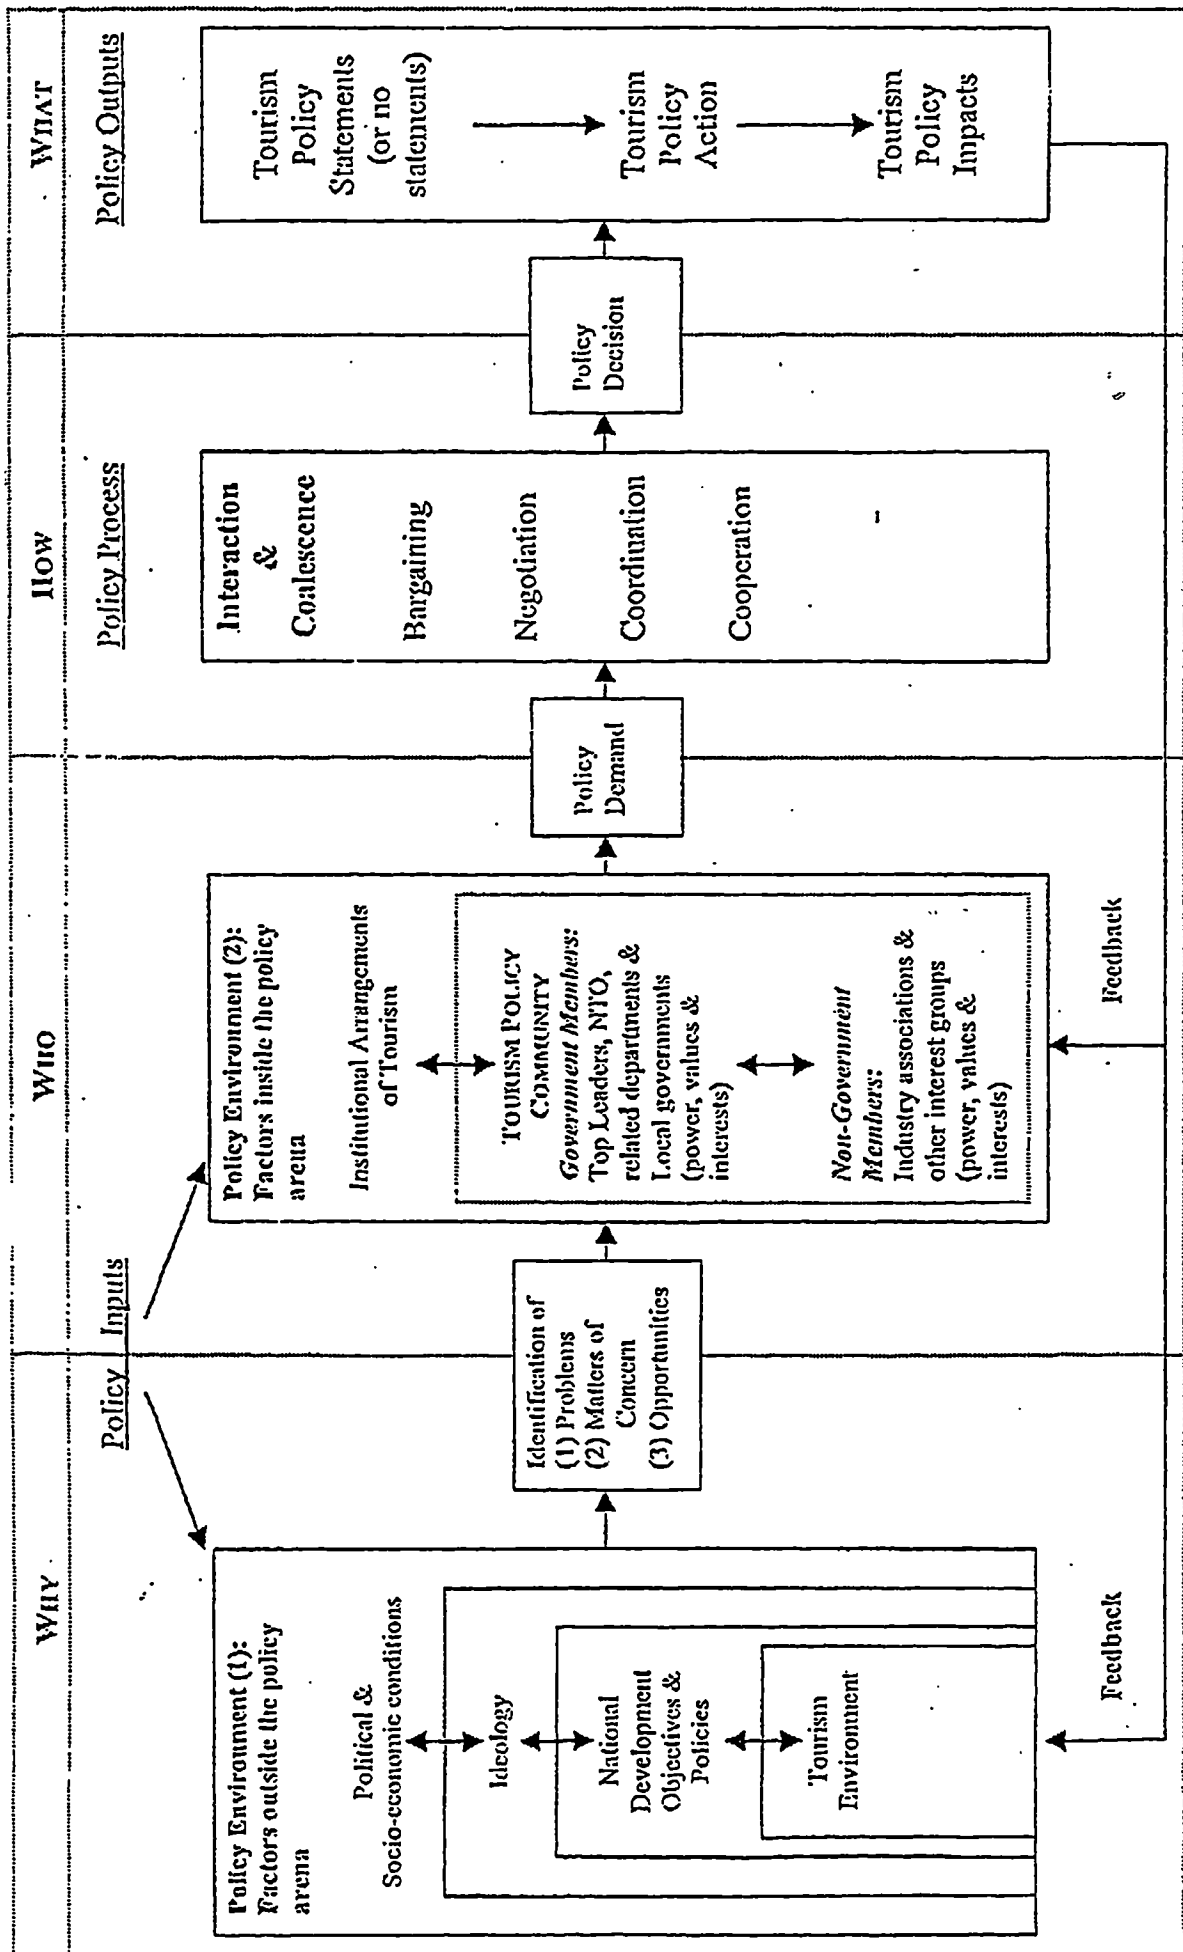 WHY
WHO
HOW
WHAT
Policy Inputs
Policy Process
Policy Outputs
Policy Environment (1):
Factors outside the policy
arena
Political &
Socio-economic conditions
Ideology
National
Development
Objectives &
Policies
Tourism
Environment
Identification of
(1) Problems
(2) Matters of
Concern
(3) Opportunities
Policy Environment (2):
Factors inside the policy
arena
Institutional Arrangements
of Tourism
TOURISM POLICY
COMMUNITY
Government Members:
Top Leaders, NTO,
related departments &
Local governments
(power, values &
interests)
Non-Government
Members:
Industry associations &
other interest groups
(power, values &
interests)
Policy
Demand
Interaction
&
Coalescence
Bargaining
Negotiation
Coordination
Cooperation
Policy
Decision
Tourism
Policy
Statements
(or no
statements)
Tourism
Policy
Action
Tourism
Policy
Impacts
Feedback
Feedback